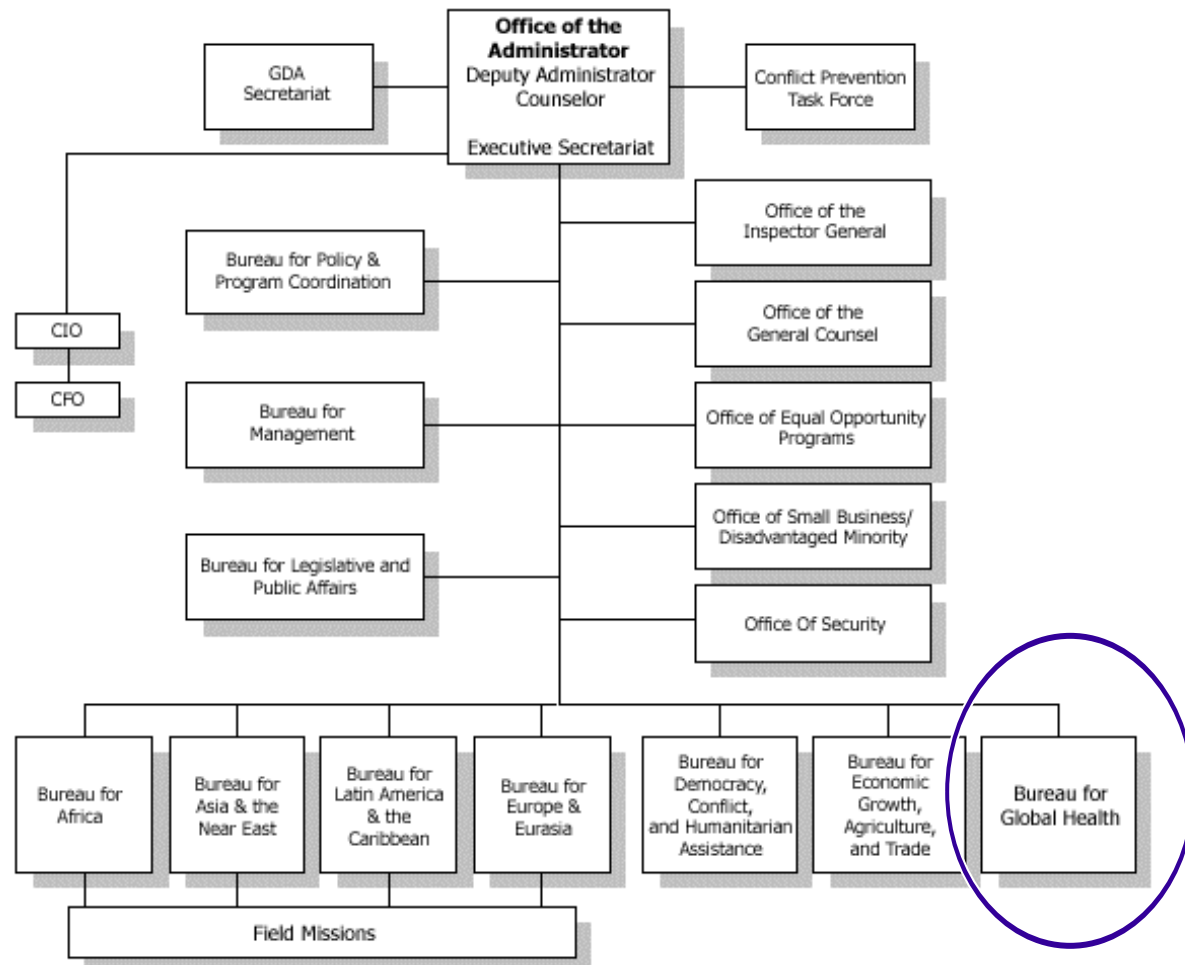 Office of the
Administrator
Deputy Administrator
Counselor
Executive Secretariat
GDA
Secretariat
Conflict Prevention
Task Force
Office of the
Inspector General
Bureau for Policy &
Program Coordination
Office of the
General Counsel
CIO
CFO
Bureau for
Management
Office of Equal Opportunity
Programs
Office of Small Business/
Disadvantaged Minority
Bureau for Legislative and
Public Affairs
Office Of Security
Bureau for
Africa
Bureau for
Asia & the
Near East
Bureau for
Latin America
& the
Caribbean
Bureau for
Europe &
Eurasia
Bureau for
Democracy,
Conflict,
and Humanitarian
Assistance
Bureau for
Economic
Growth,
Agriculture,
and Trade
Bureau for
Global Health
Field Missions